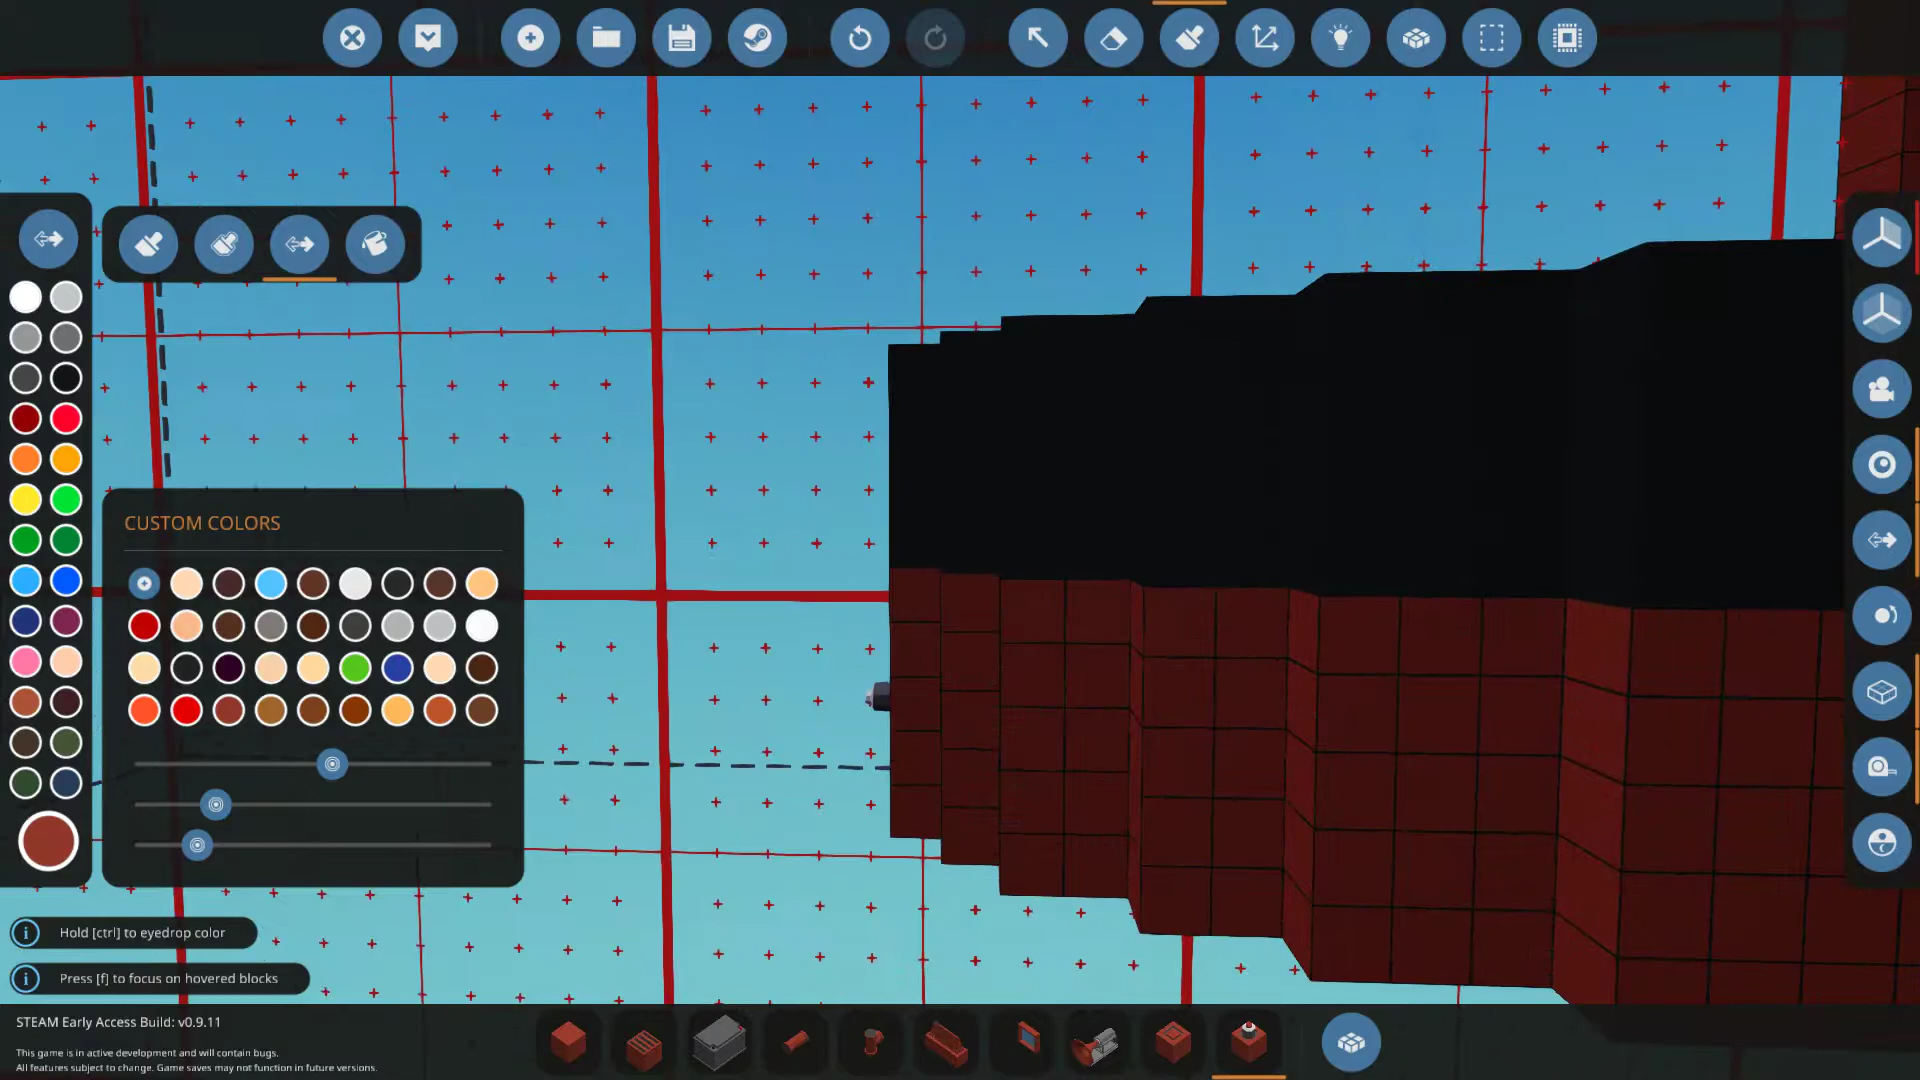 CUSTOM COLORS
Hold [ctrl] to eyedrop color
Press [f] to focus on hovered blocks
STEAM Early Access Build: v0.9.11
This game is in active development and will contain bugs.
All features subject to change. Game saves may not function in future versions.